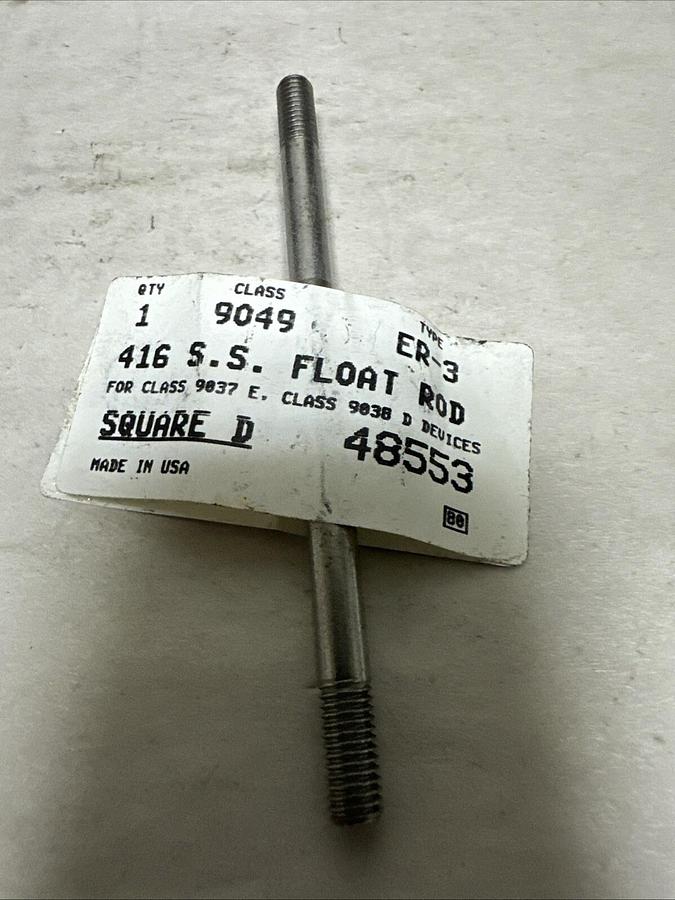 QTY CLASS TYPE
1 9049 ER-3
416 S.S. FLOAT ROD
FOR CLASS 9037 E, CLASS 9038 D DEVICES
SQUARE D 48553
MADE IN USA
80